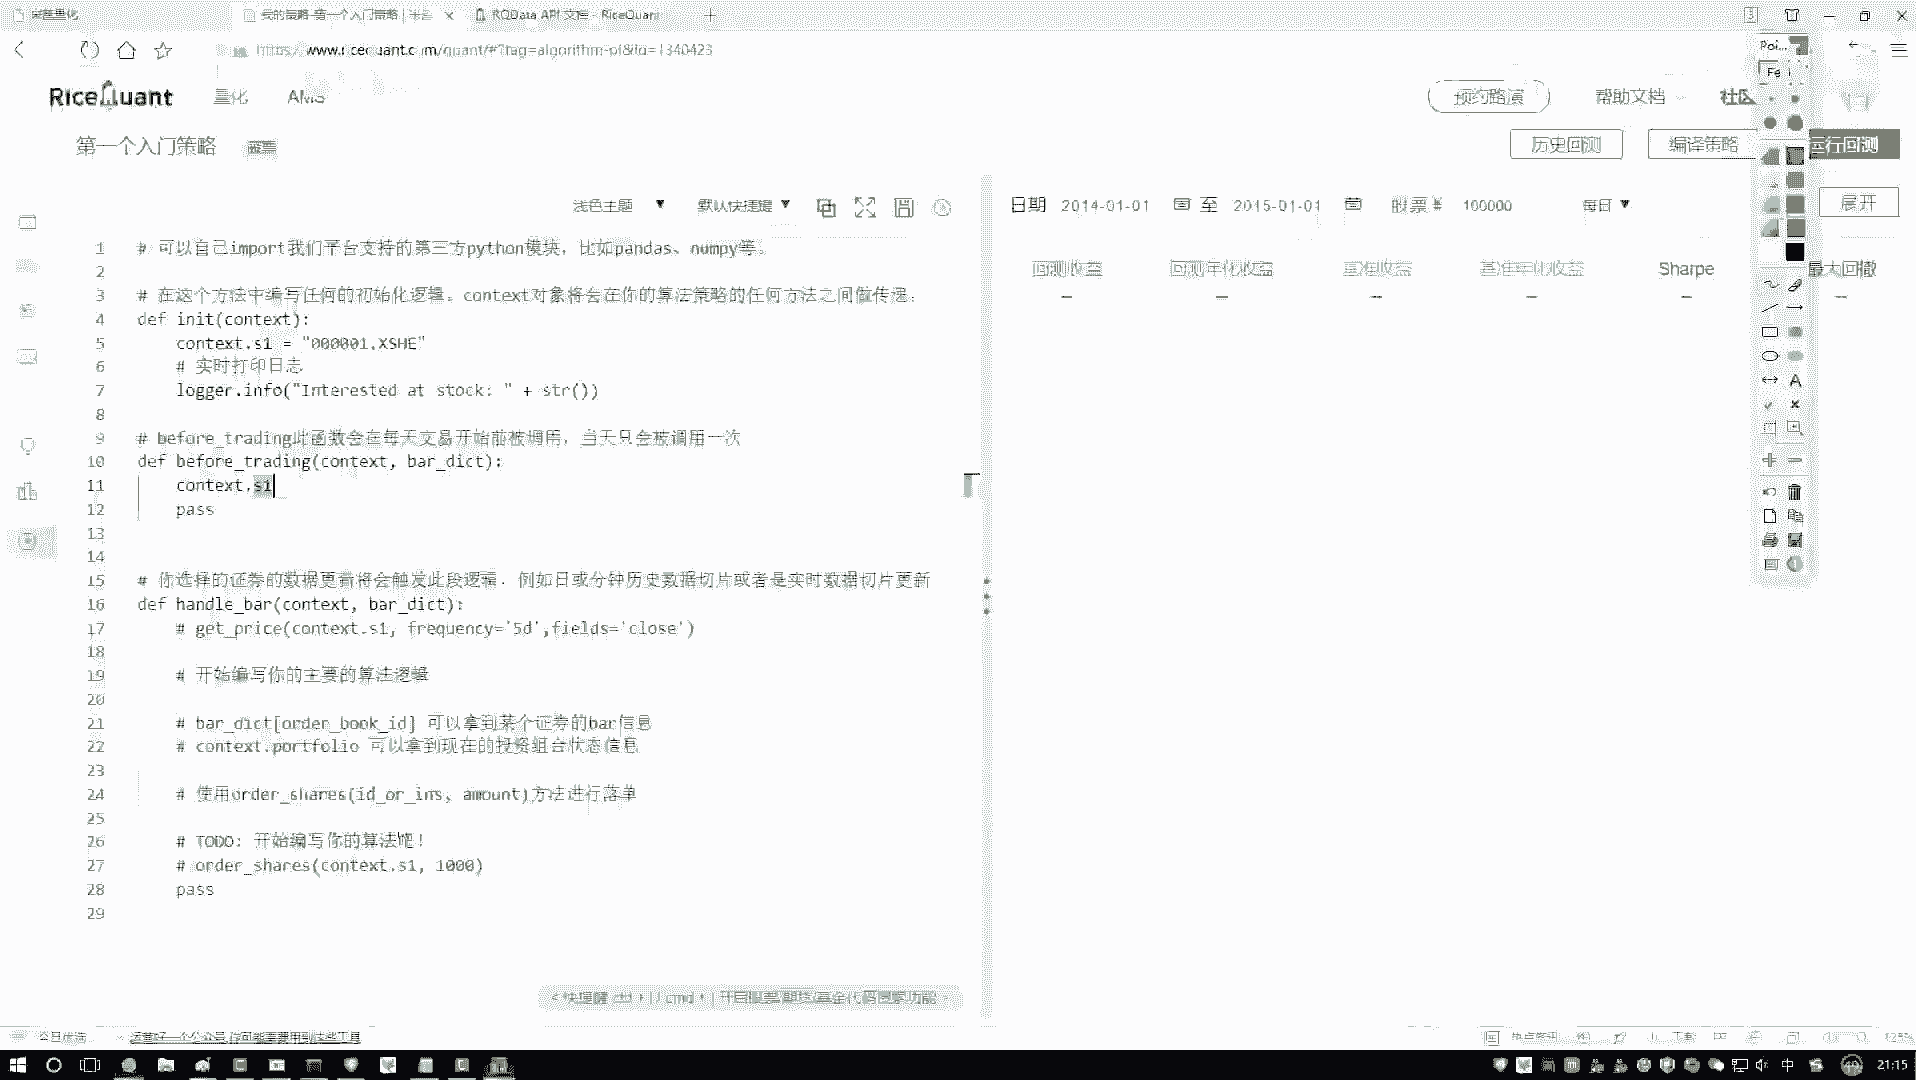 我的策略-第一个入门策略
RQData API 文档 - RiceQuant
https://www.ricequant.com/quant/#?tag=algorithm-pf&id=1340423
RiceQuant 量化 AMS 预约路演 帮助文档 社区
第一个入门策略 股票 历史回测 编译策略 运行回测
浅色主题 默认快捷键 日期 2014-01-01 至 2015-01-01 股票 ¥ 100000 每日 展开
回测收益 回测年化收益 基准收益 基准年化收益 Sharpe 最大回撤
1 # 可以自己import我们平台支持的第三方python模块，比如pandas、numpy等。
2
3 # 在这个方法中编写任何的初始化逻辑。context对象将会在你的算法策略的任何方法之间做传递。
4 def init(context):
5 context.s1 = "000001.XSHE"
6 # 实时打印日志
7 logger.info("Interested at stock: " + str())
8
9 # before_trading此函数会在每天交易开始前被调用，当天只会被调用一次
10 def before_trading(context, bar_dict):
11 context.s1
12 pass
13
14
15 # 你选择的证券的数据更新将会触发此段逻辑，例如日或分钟历史数据切片或者是实时数据切片更新
16 def handle_bar(context, bar_dict):
17 # get_price(context.s1, frequency='5d',fields='close')
18
19 # 开始编写你的主要的算法逻辑
20
21 # bar_dict[order_book_id] 可以拿到某个证券的bar信息
22 # context.portfolio 可以拿到现在的投资组合状态信息
23
24 # 使用order_shares(id_or_ins, amount)方法进行落单
25
26 # TODO: 开始编写你的算法吧！
27 # order_shares(context.s1, 1000)
28 pass
29
今日优选
中 21:15